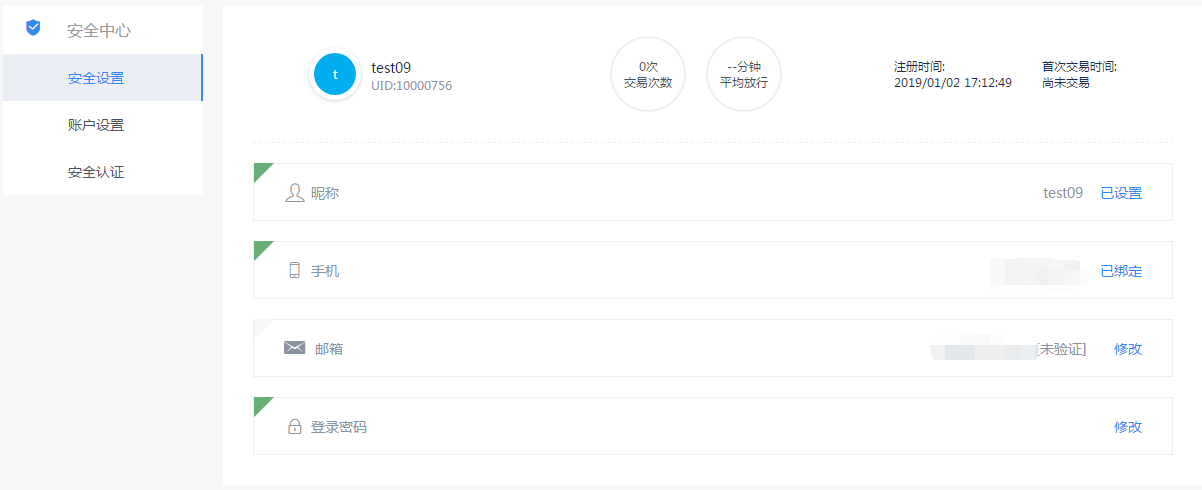 安全中心
安全设置
账户设置
安全认证
t
test09
UID:10000756
0次
交易次数
--分钟
平均放行
注册时间:
2019/01/02 17:12:49
首次交易时间:
尚未交易
昵称 test09 已设置
手机 已绑定
邮箱 [未验证] 修改
登录密码 修改